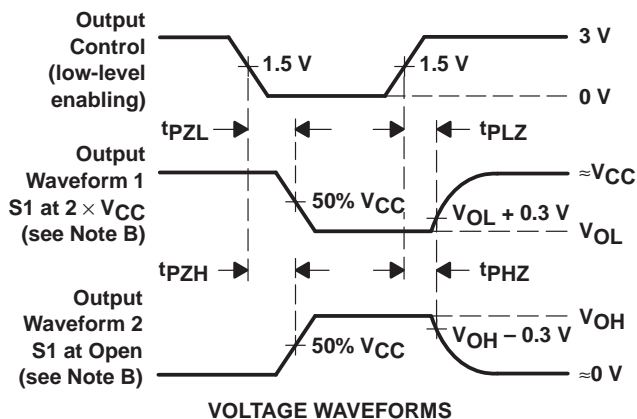 Output
Control
(low-level
enabling)
1.5 V
1.5 V
3 V
0 V
tPZL
tPLZ
Output
Waveform 1
S1 at 2 × VCC
(see Note B)
50% VCC
VOL + 0.3 V
≈VCC
VOL
tPZH
tPHZ
Output
Waveform 2
S1 at Open
(see Note B)
50% VCC
VOH − 0.3 V
VOH
≈0 V
VOLTAGE WAVEFORMS